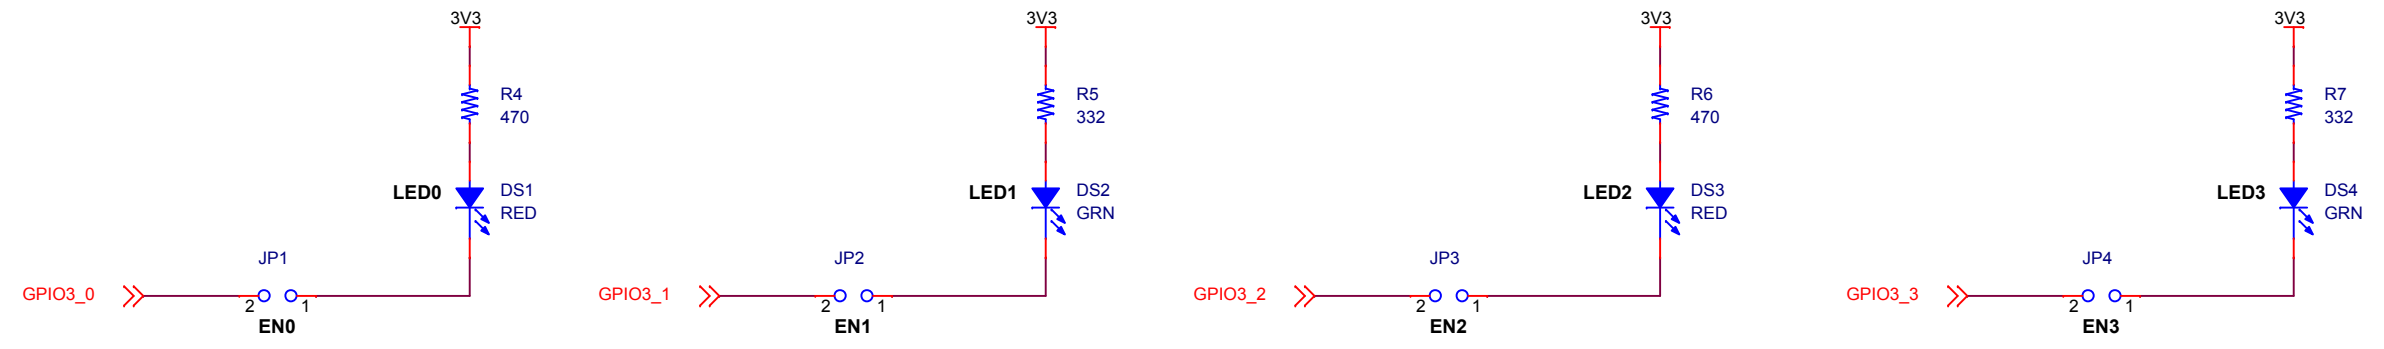 3V3
R4
470
LED0
DS1
RED
JP1
GPIO3_0
2
1
EN0
3V3
R5
332
LED1
DS2
GRN
JP2
GPIO3_1
2
1
EN1
3V3
R6
470
LED2
DS3
RED
JP3
GPIO3_2
2
1
EN2
3V3
R7
332
LED3
DS4
GRN
JP4
GPIO3_3
2
1
EN3